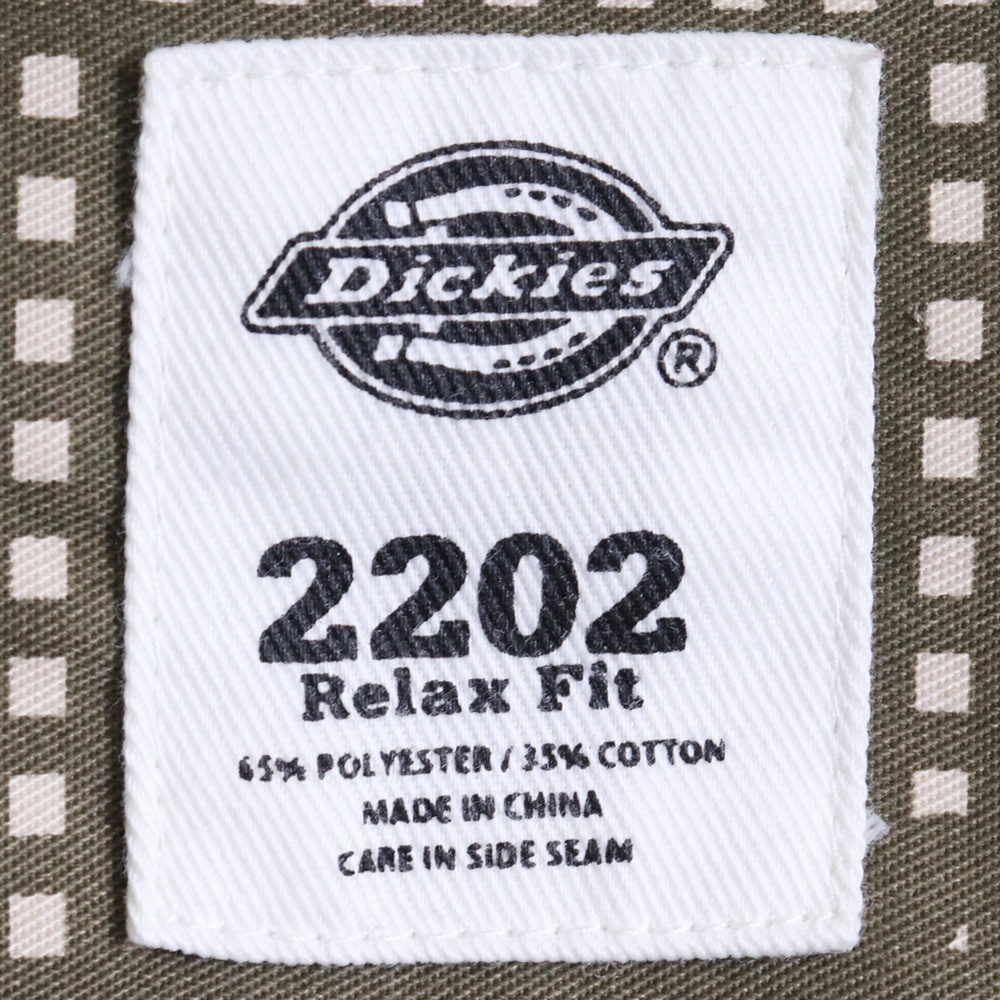 Dickies
®
2202
Relax Fit
65% POLYESTER / 35% COTTON
MADE IN CHINA
CARE IN SIDE SEAM